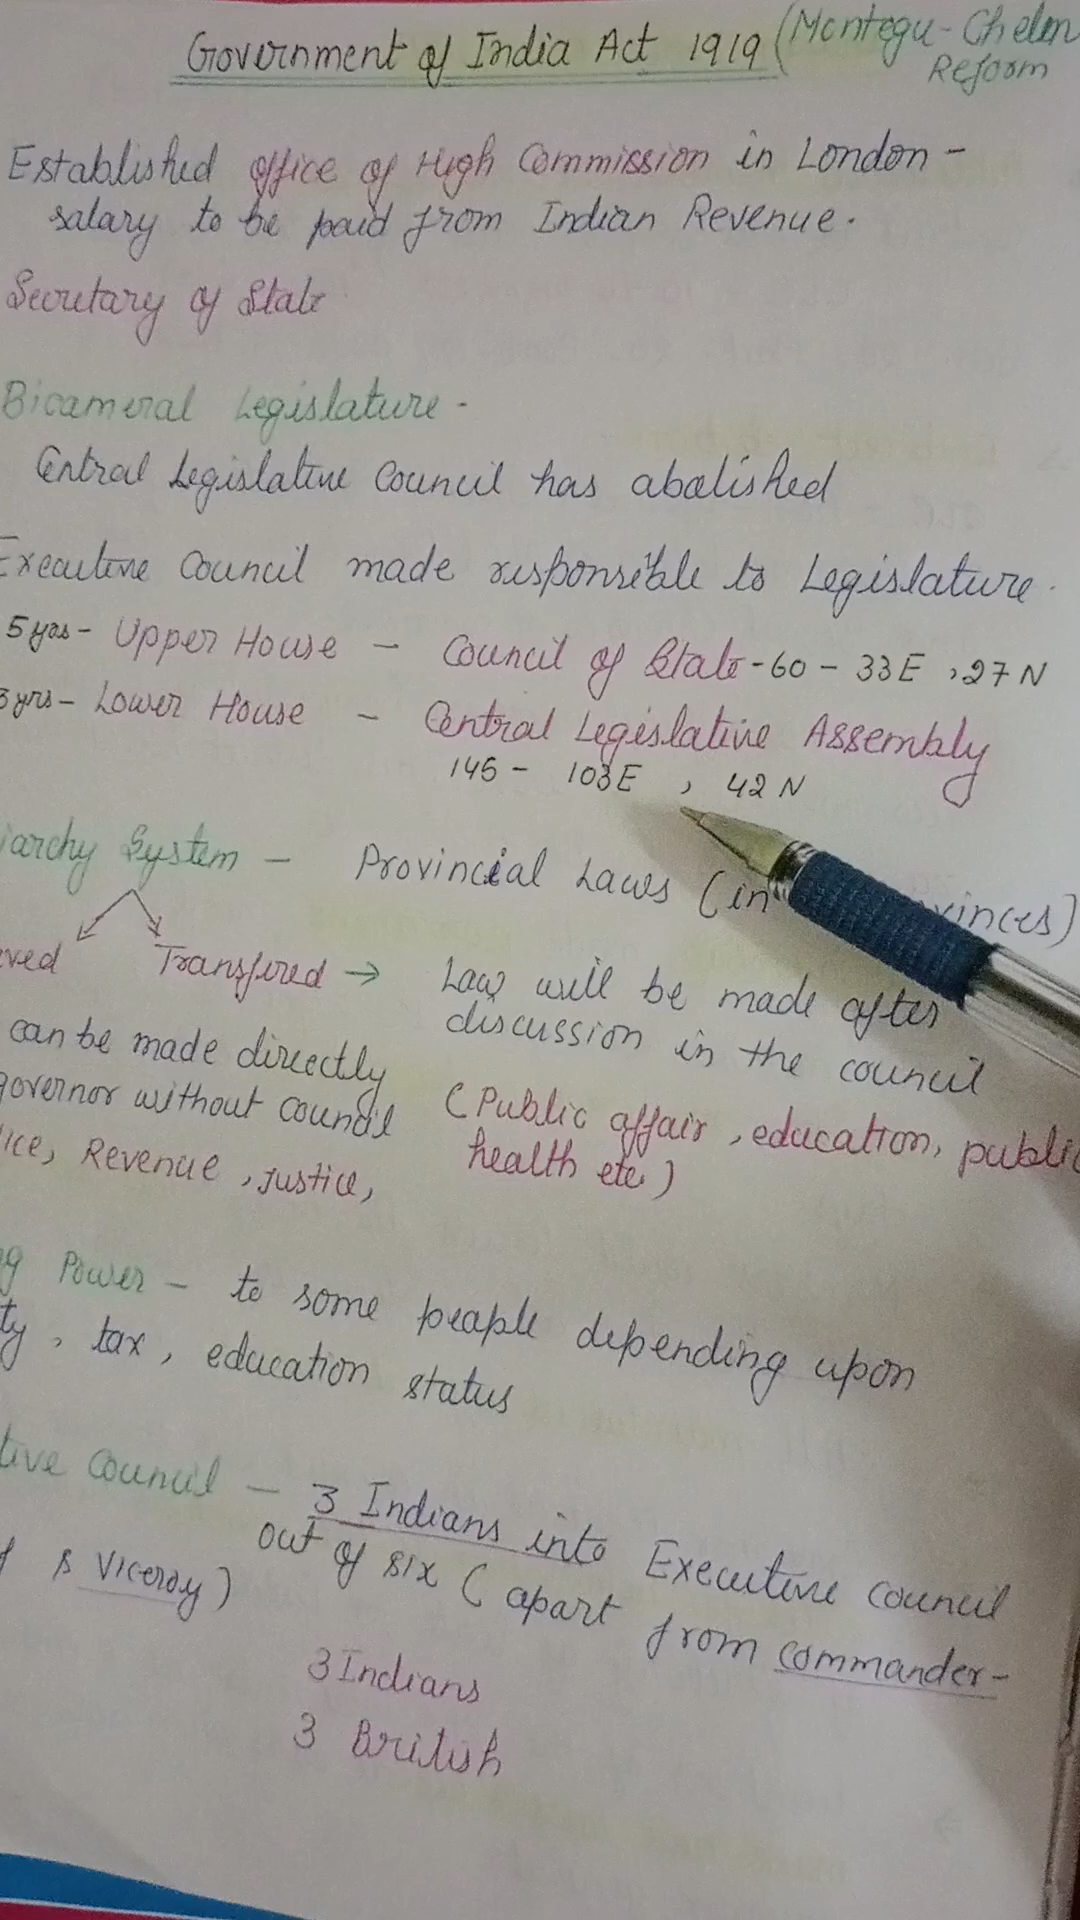 Government of India Act 1919 (Montegu-Chelm
Reform
Established office of High Commission in London -
salary to be paid from Indian Revenue.
Secretary of State
Bicameral Legislature -
Central Legislative Council has abolished
Executive Council made responsible to Legislature.
5 yrs - Upper House - Council of State - 60 - 33E , 27 N
3 yrs - Lower House - Central Legislative Assembly
145 - 103E , 42 N
iarchy System - Provincial Laws (in vinces)
ved Transfired → Law will be made after
discussion in the council
can be made directly
governor without council
(Public affair, education, public
health etc.)
ice, Revenue, Justice,
g Power - to some people depending upon
ty, tax, education status
tive Council - 3 Indians into Executive council
out of six (apart from commander-
& Viceroy)
3 Indians
3 British